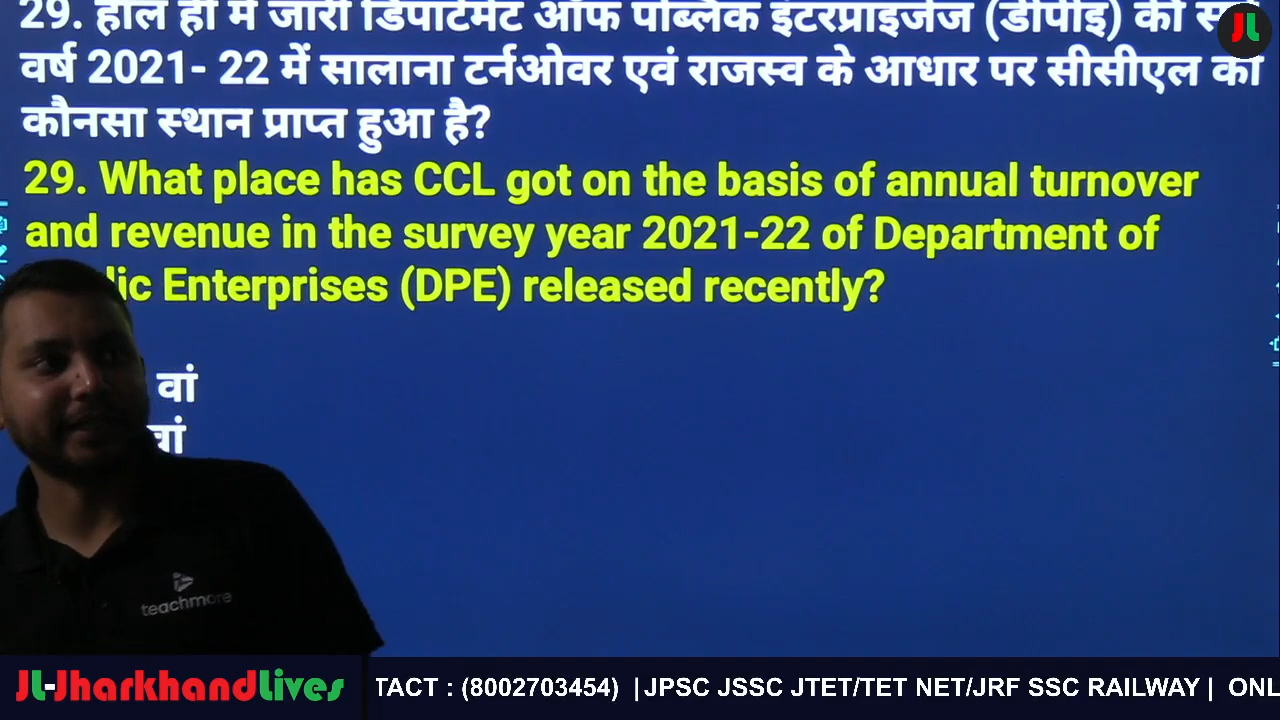 29. हाल ही में जारी डिपार्टमेंट ऑफ पब्लिक इंटरप्राइजेज (डीपीई) की
वर्ष 2021- 22 में सालाना टर्नओवर एवं राजस्व के आधार पर सीसीएल को
कौनसा स्थान प्राप्त हुआ है?
29. What place has CCL got on the basis of annual turnover
and revenue in the survey year 2021-22 of Department of
Enterprises (DPE) released recently?
वां
वां
teachmore
JL
JL-JharkhandLives
TACT : (8002703454) | JPSC JSSC JTET/TET NET/JRF SSC RAILWAY | ONL